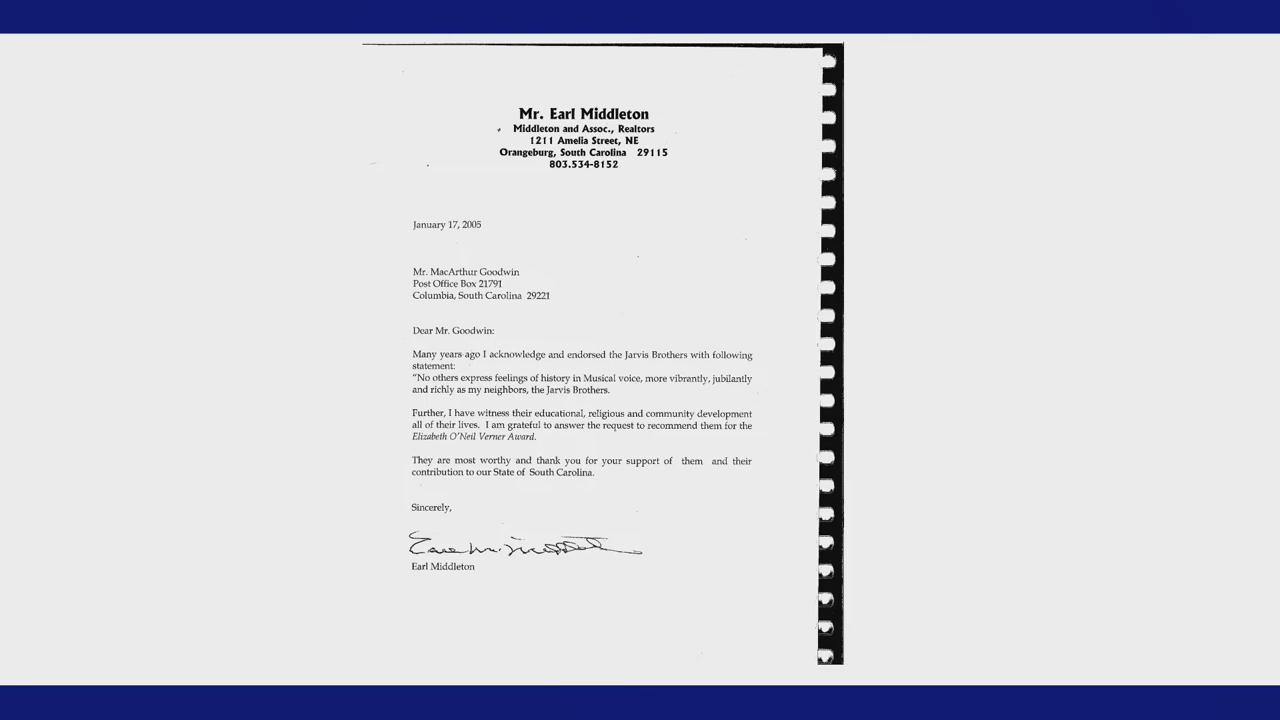 Mr. Earl Middleton
Middleton and Assoc., Realtors
1211 Amelia Street, NE
Orangeburg, South Carolina 29115
803.534-8152
January 17, 2005
Mr. MacArthur Goodwin
Post Office Box 21791
Columbia, South Carolina 29221
Dear Mr. Goodwin:
Many years ago I acknowledge and endorsed the Jarvis Brothers with following
statement:
"No others express feelings of history in Musical voice, more vibrantly, jubilantly
and richly as my neighbors, the Jarvis Brothers.
Further, I have witness their educational, religious and community development
all of their lives. I am grateful to answer the request to recommend them for the
Elizabeth O'Neil Verner Award.
They are most worthy and thank you for your support of them and their
contribution to our State of South Carolina.
Sincerely,
Earl M. Middleton
Earl Middleton